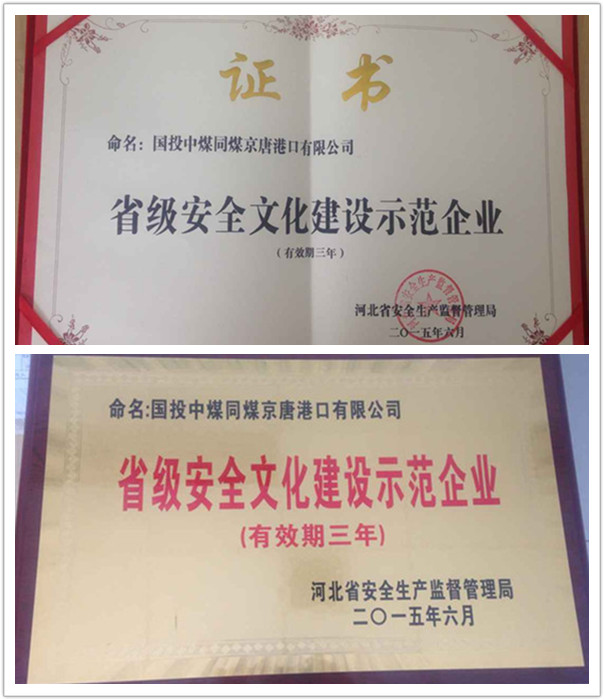 证书
命名：国投中煤同煤京唐港口有限公司
省级安全文化建设示范企业
（有效期三年）
河北省安全生产监督管理局
二〇一五年六月
命名:国投中煤同煤京唐港口有限公司
省级安全文化建设示范企业
(有效期三年)
河北省安全生产监督管理局
二〇一五年六月